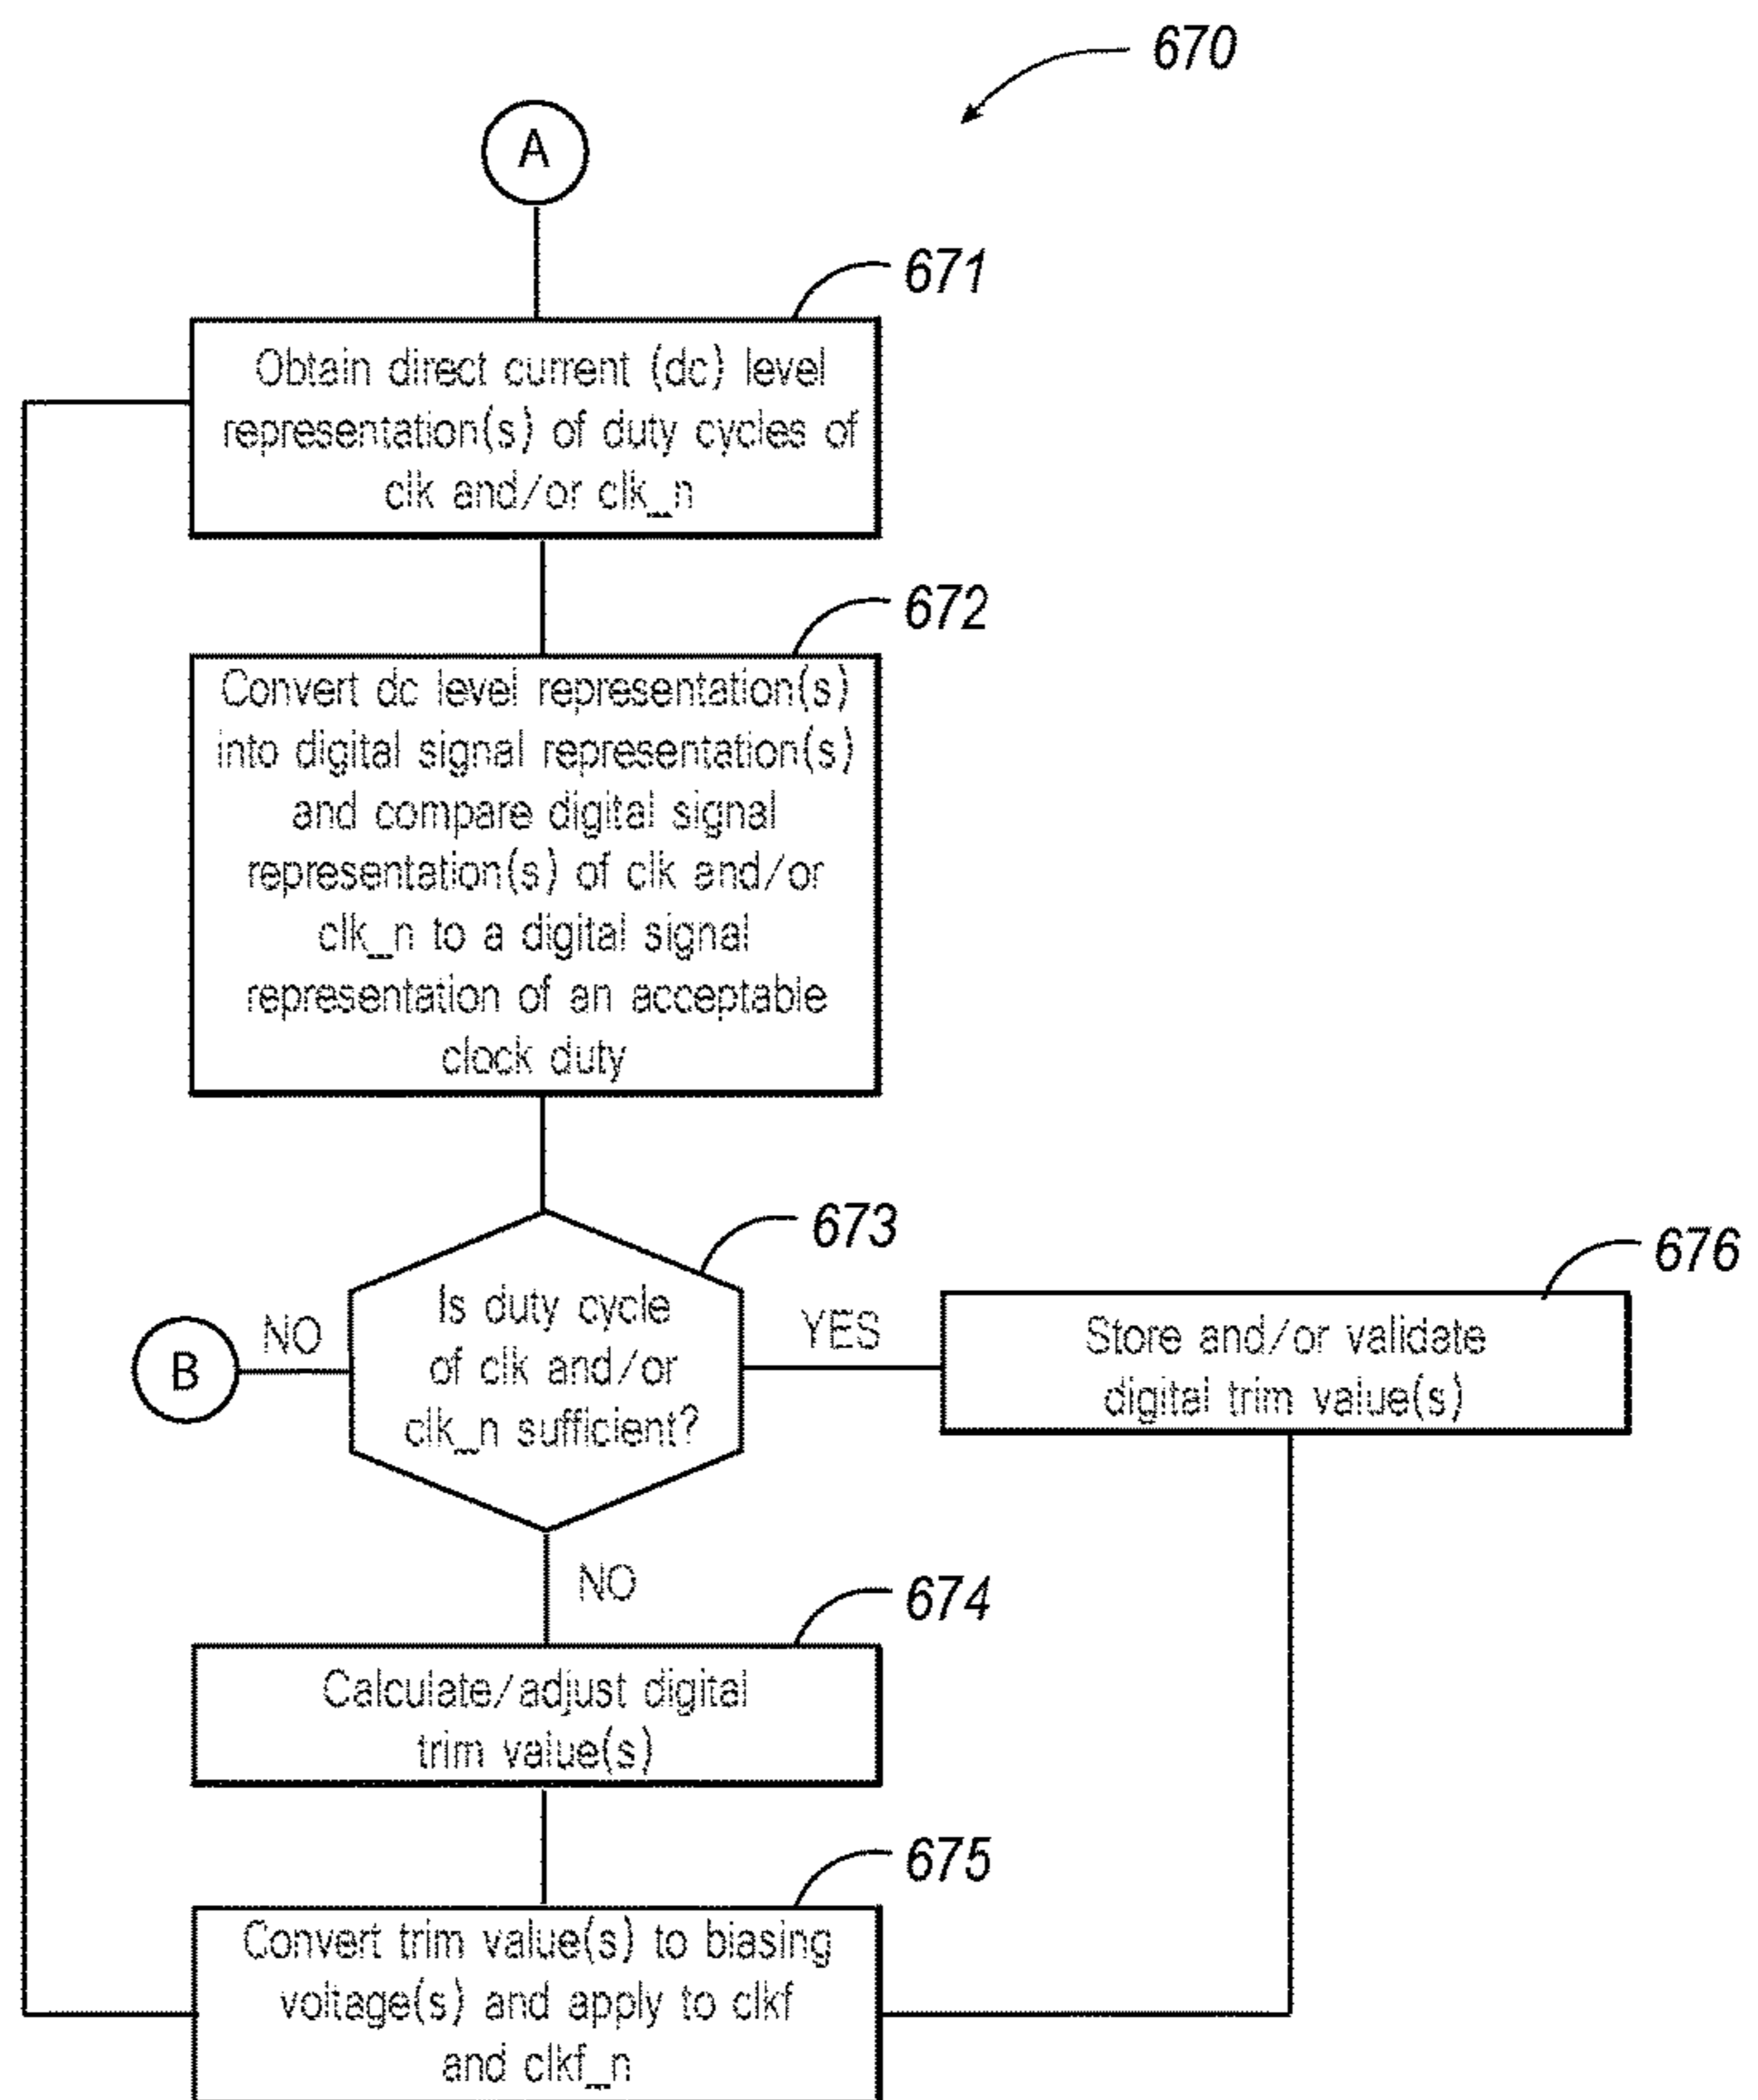 670
A
671
Obtain direct current (dc) level
representation(s) of duty cycles of
clk and/or clk_n
672
Convert dc level representation(s)
into digital signal representation(s)
and compare digital signal
representation(s) of clk and/or
clk_n to a digital signal
representation of an acceptable
clock duty
673
Is duty cycle
of clk and/or
clk_n sufficient?
NO
B
YES
676
Store and/or validate
digital trim value(s)
NO
674
Calculate/adjust digital
trim value(s)
675
Convert trim value(s) to biasing
voltage(s) and apply to clkf
and clkf_n